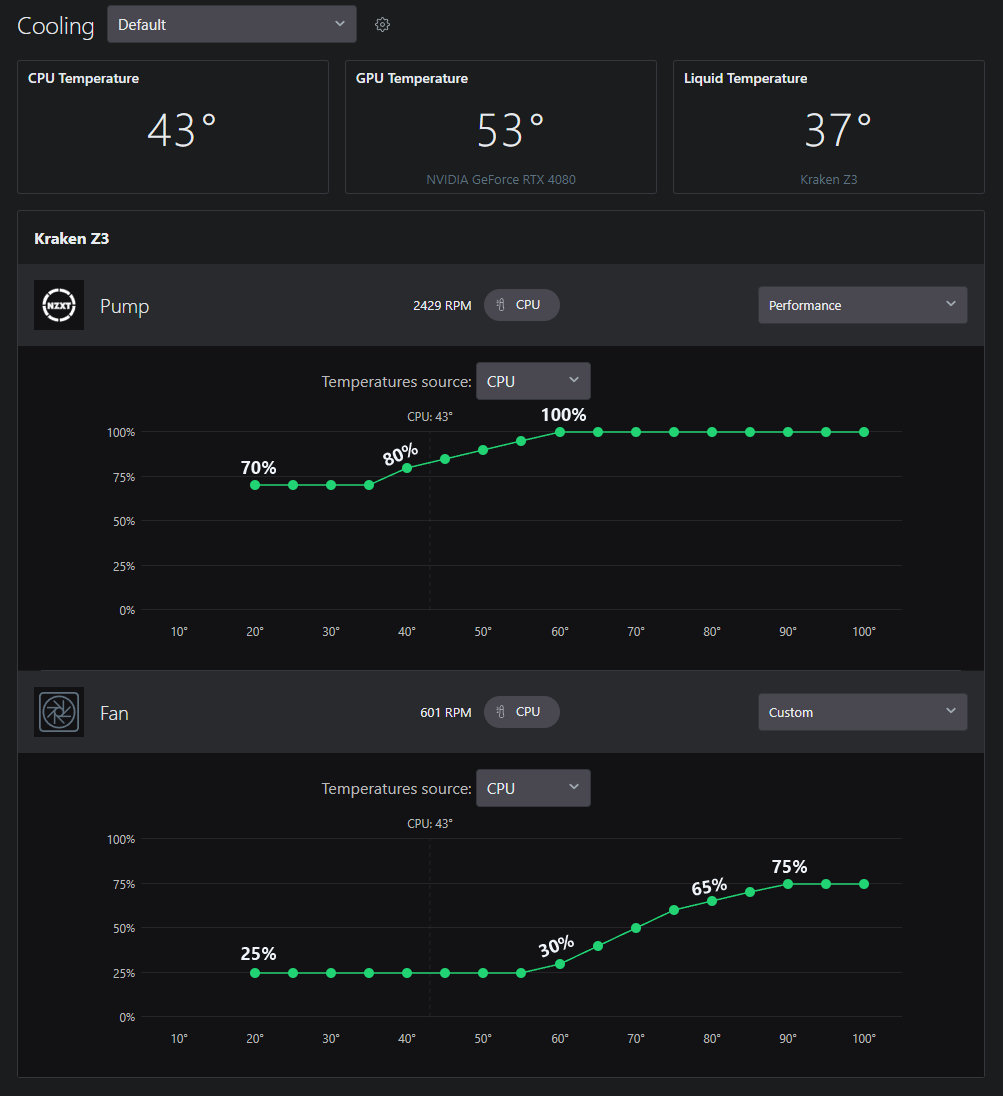 Cooling Default
CPU Temperature GPU Temperature Liquid Temperature
43° 53° 37°
NVIDIA GeForce RTX 4080 Kraken Z3
Kraken Z3
NZXT Pump 2429 RPM CPU Performance
Temperatures source: CPU
CPU: 43°
100%
100%
80%
70%
75%
50%
25%
0%
10° 20° 30° 40° 50° 60° 70° 80° 90° 100°
Fan 601 RPM CPU Custom
Temperatures source: CPU
CPU: 43°
100%
75%
75% 65%
50%
30%
25%
25%
0%
10° 20° 30° 40° 50° 60° 70° 80° 90° 100°